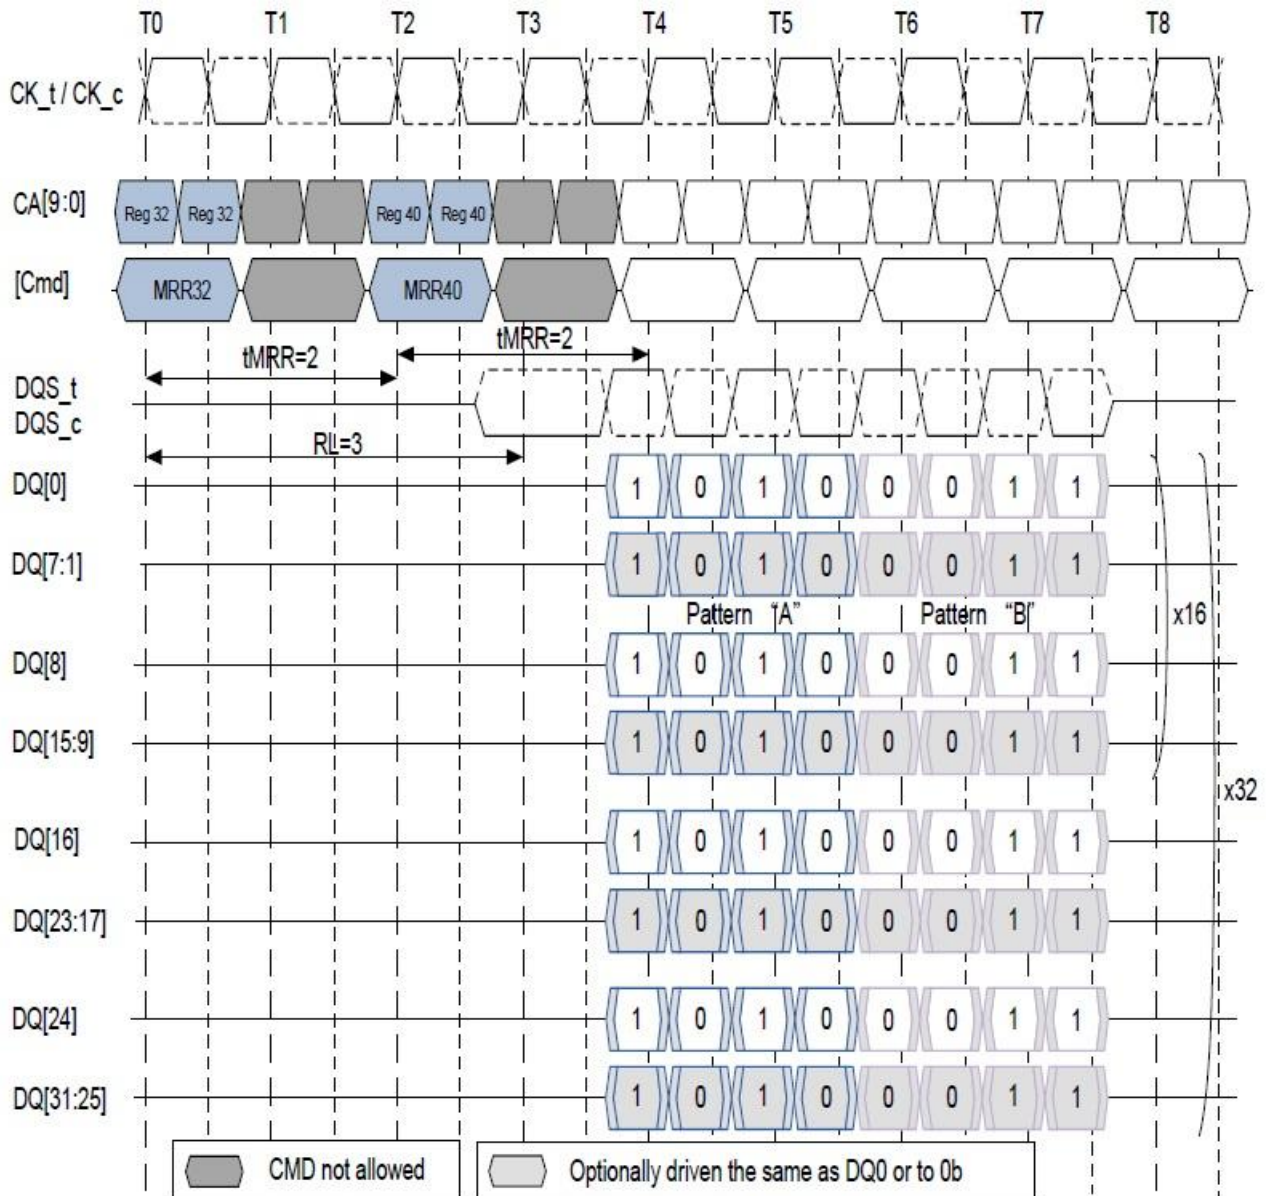 T0 T1 T2 T3 T4 T5 T6 T7 T8
CK_t / CK_c
CA[9:0] Reg 32 Reg 32 Reg 40 Reg 40
[Cmd] MRR32 MRR40
tMRR=2 tMRR=2
DQS_t
DQS_c
RL=3
DQ[0] 1 0 1 0 0 0 1 1
DQ[7:1] 1 0 1 0 0 0 1 1
Pattern “A” Pattern “B” x16
DQ[8] 1 0 1 0 0 0 1 1
DQ[15:9] 1 0 1 0 0 0 1 1
x32
DQ[16] 1 0 1 0 0 0 1 1
DQ[23:17] 1 0 1 0 0 0 1 1
DQ[24] 1 0 1 0 0 0 1 1
DQ[31:25] 1 0 1 0 0 0 1 1
CMD not allowed Optionally driven the same as DQ0 or to 0b